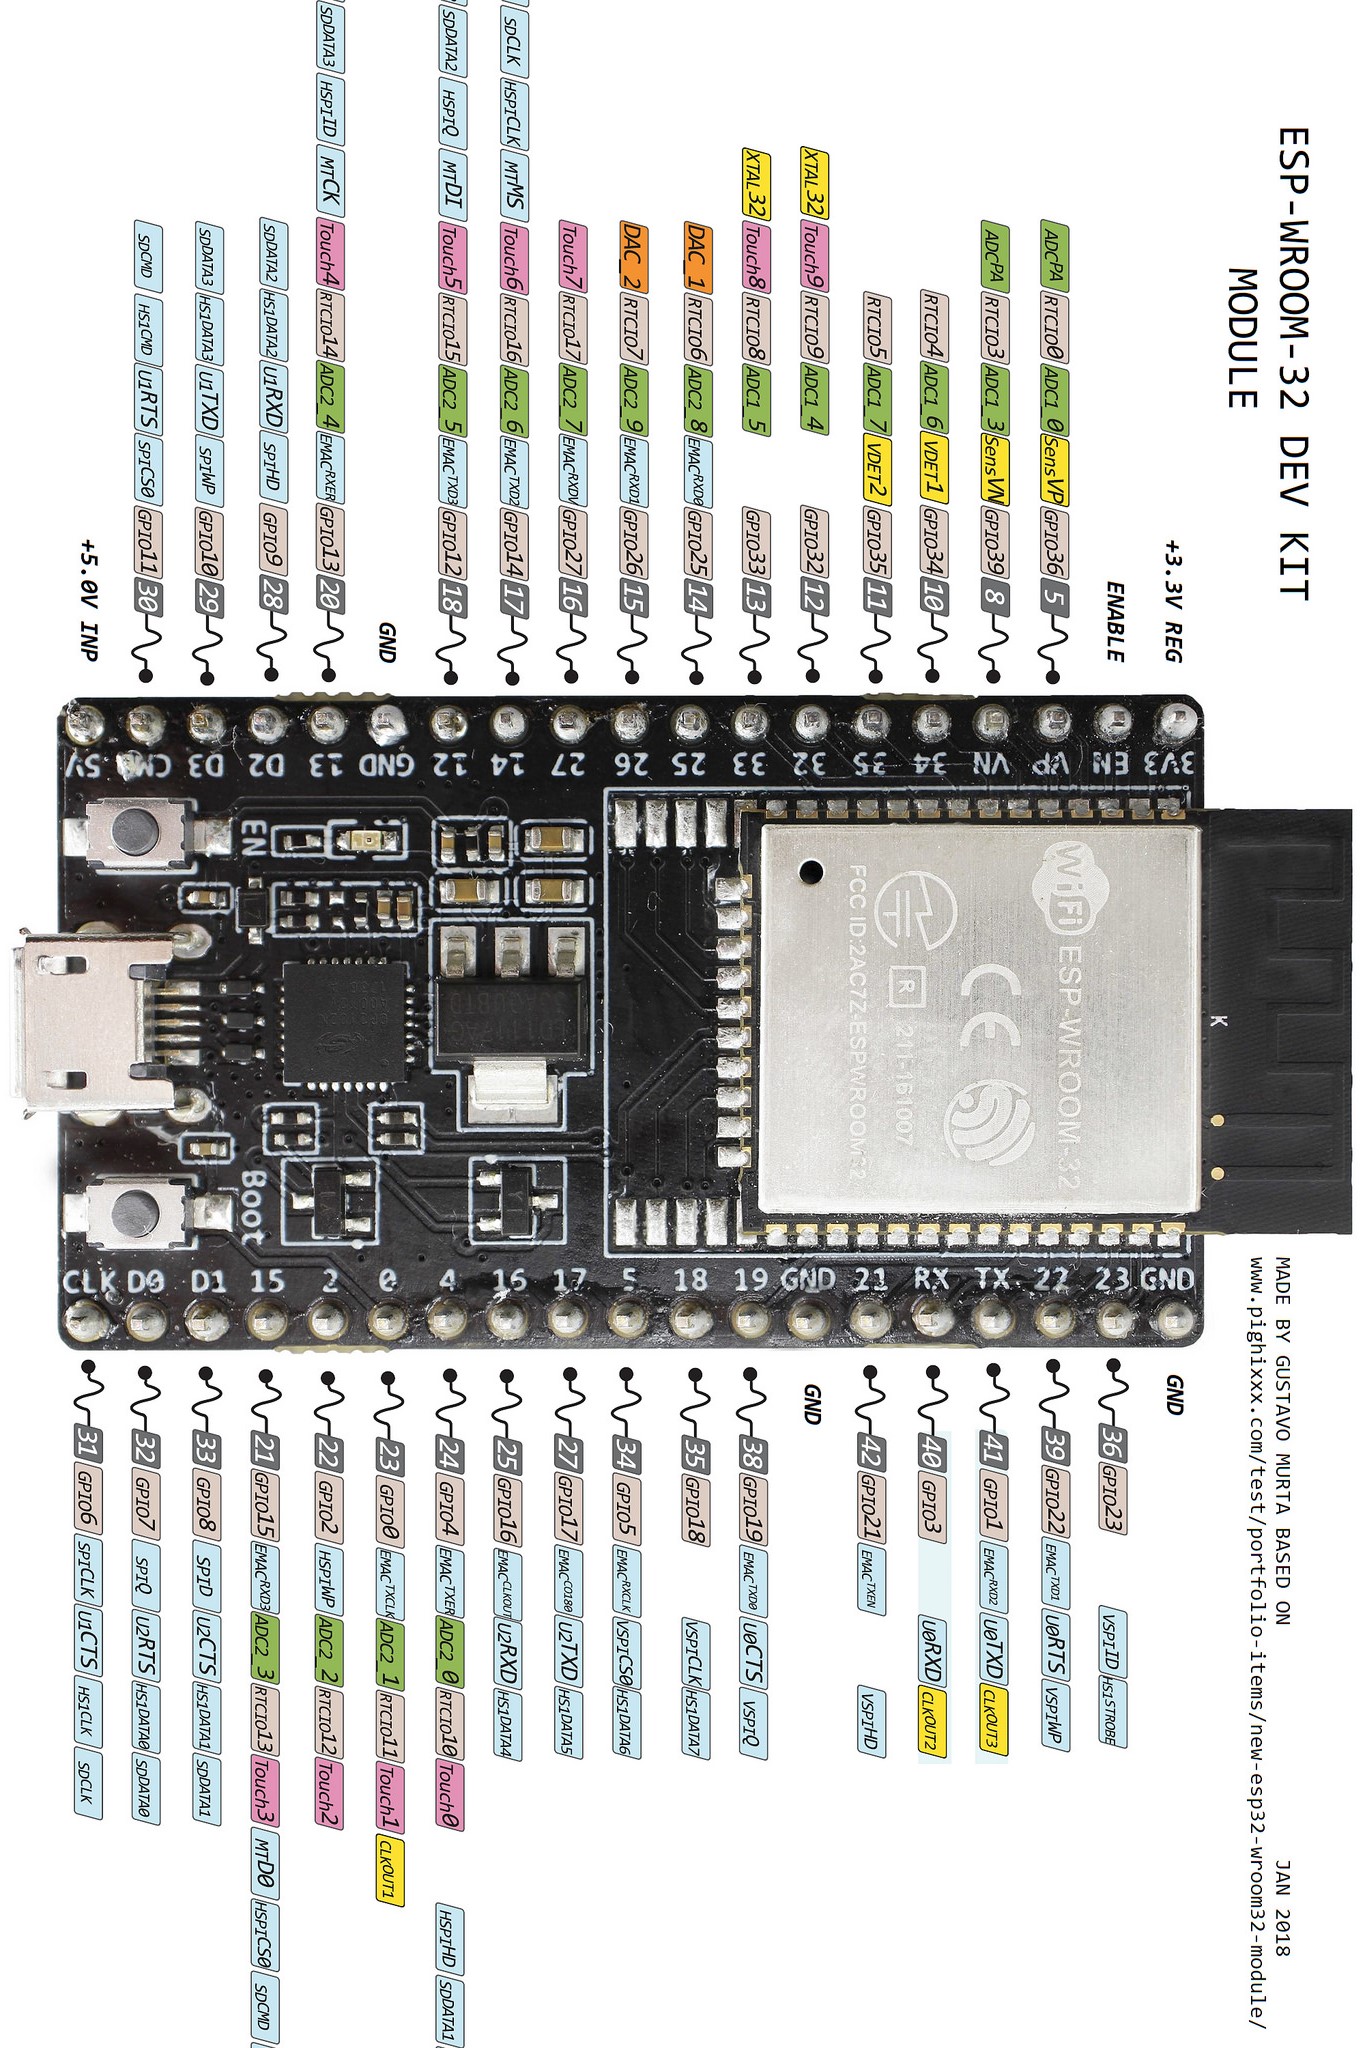 ESP-WROOM-32 DEV KIT
MODULE
MADE BY GUSTAVO MURTA BASED ON JAN 2018
www.pighixxx.com/test/portfolio-items/new-esp32-wroom32-module/
+3.3V REG
ENABLE
ADCPA RTCIO0 ADC1_0 SensVP GPIO36 5
ADCPA RTCIO3 ADC1_3 SensVN GPIO39 8
RTCIO4 ADC1_6 VDET1 GPIO34 10
RTCIO5 ADC1_7 VDET2 GPIO35 11
XTAL32 Touch9 RTCIO9 ADC1_4 GPIO32 12
XTAL32 Touch8 RTCIO8 ADC1_5 GPIO33 13
DAC_1 RTCIO6 ADC2_8 EMACRXD0 GPIO25 14
DAC_2 RTCIO7 ADC2_9 EMACRXD1 GPIO26 15
Touch7 RTCIO17 ADC2_7 EMACRXDV GPIO27 16
SDCLK HSPICLK MTMS Touch6 RTCIO16 ADC2_6 EMACTXD2 GPIO14 17
SDDATA2 HSPIQ MTDI Touch5 RTCIO15 ADC2_5 EMACTXD3 GPIO12 18
GND
SDDATA3 HSPIID MTCK Touch4 RTCIO14 ADC2_4 EMACRXER GPIO13 20
SDDATA2 HS1DATA2 U1RXD SPIHD GPIO9 28
SDDATA3 HS1DATA3 U1TXD SPIWP GPIO10 29
SDCMD HS1CMD U1RTS SPICS0 GPIO11 30
+5.0V INP
3V3
EN
VP
VN
34
35
32
33
25
26
27
14
12
GND
13
D2
D3
CMD
5V
K
WiFi ESP-WROOM-32
CE
R 211-161007
FCC ID:2AC7Z-ESPWROOM32
EN
Boot
GND
23
22
TX
RX
21
GND
19
18
5
17
16
4
0
2
15
D1
D0
CLK
GND
36 GPIO23 VSPIID HS1STROBE
39 GPIO22 EMACTXD1 U0RTS VSPIWP
41 GPIO1 EMACRXD2 U0TXD CLKOUT3
40 GPIO3 U0RXD CLKOUT2
42 GPIO21 EMACTXEN VSPIHD
GND
38 GPIO19 EMACTXD0 U0CTS VSPIQ
35 GPIO18 VSPICLK HS1DATA7
34 GPIO5 EMACRXCLK VSPICS0 HS1DATA6
27 GPIO17 EMACCO180 U2TXD HS1DATA5
25 GPIO16 EMACCLKOUT U2RXD HS1DATA4
24 GPIO4 EMACTXER ADC2_0 RTCIO10 Touch0 HSPIHD SDDATA1
23 GPIO0 EMACTXCLK ADC2_1 RTCIO11 Touch1 CLKOUT1
22 GPIO2 HSPIWP ADC2_2 RTCIO12 Touch2
21 GPIO15 EMACRXD3 ADC2_3 RTCIO13 Touch3 MTD0 HSPICS0 SDCMD
33 GPIO8 SPID U2CTS HS1DATA1 SDDATA1
32 GPIO7 SPIQ U2RTS HS1DATA0 SDDATA0
31 GPIO6 SPICLK U1CTS HS1CLK SDCLK